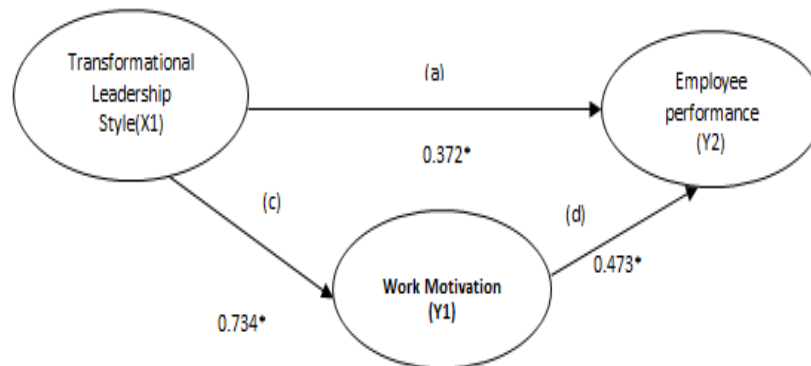 Transformational
Leadership
Style(X1)
(a)
Employee
performance
(Y2)
0.372*
(c)
(d)
Work Motivation
(Y1)
0.473*
0.734*